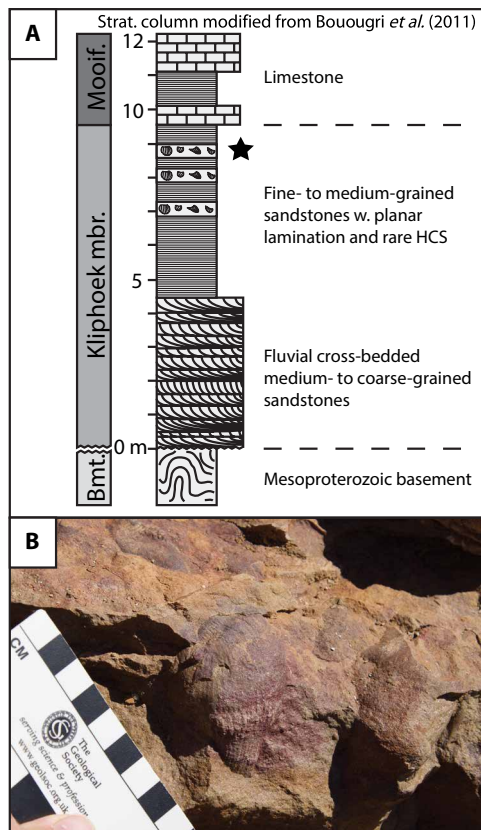 A
Strat. column modified from Bouougri et al. (2011)
12
Mooif.
Limestone
10
Fine- to medium-grained
sandstones w. planar
lamination and rare HCS
Kliphoek mbr.
5
Fluvial cross-bedded
medium- to coarse-grained
sandstones
0 m
Bmt.
Mesoproterozoic basement
B
CM
The
Geological
Society
serving science & profession
www.geolsoc.org.uk